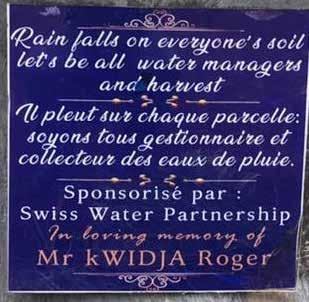 Rain falls on everyone's soil
let's be all water managers
and harvest
Il pleut sur chaque parcelle:
soyons tous gestionnaire et
collecteur des eaux de pluie.
Sponsorisé par :
Swiss Water Partnership
In loving memory of
Mr kWIDJA Roger